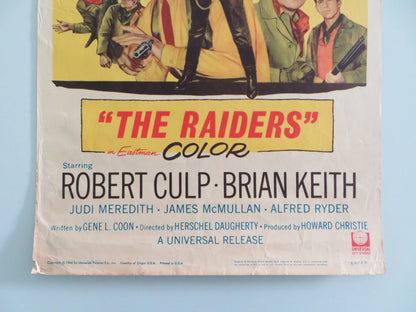 "THE RAIDERS"
in Eastman COLOR
Starring
ROBERT CULP · BRIAN KEITH
JUDI MEREDITH · JAMES McMULLAN · ALFRED RYDER
Written by GENE L. COON · Directed by HERSCHEL DAUGHERTY · Produced by HOWARD CHRISTIE
A UNIVERSAL RELEASE
UNIVERSAL